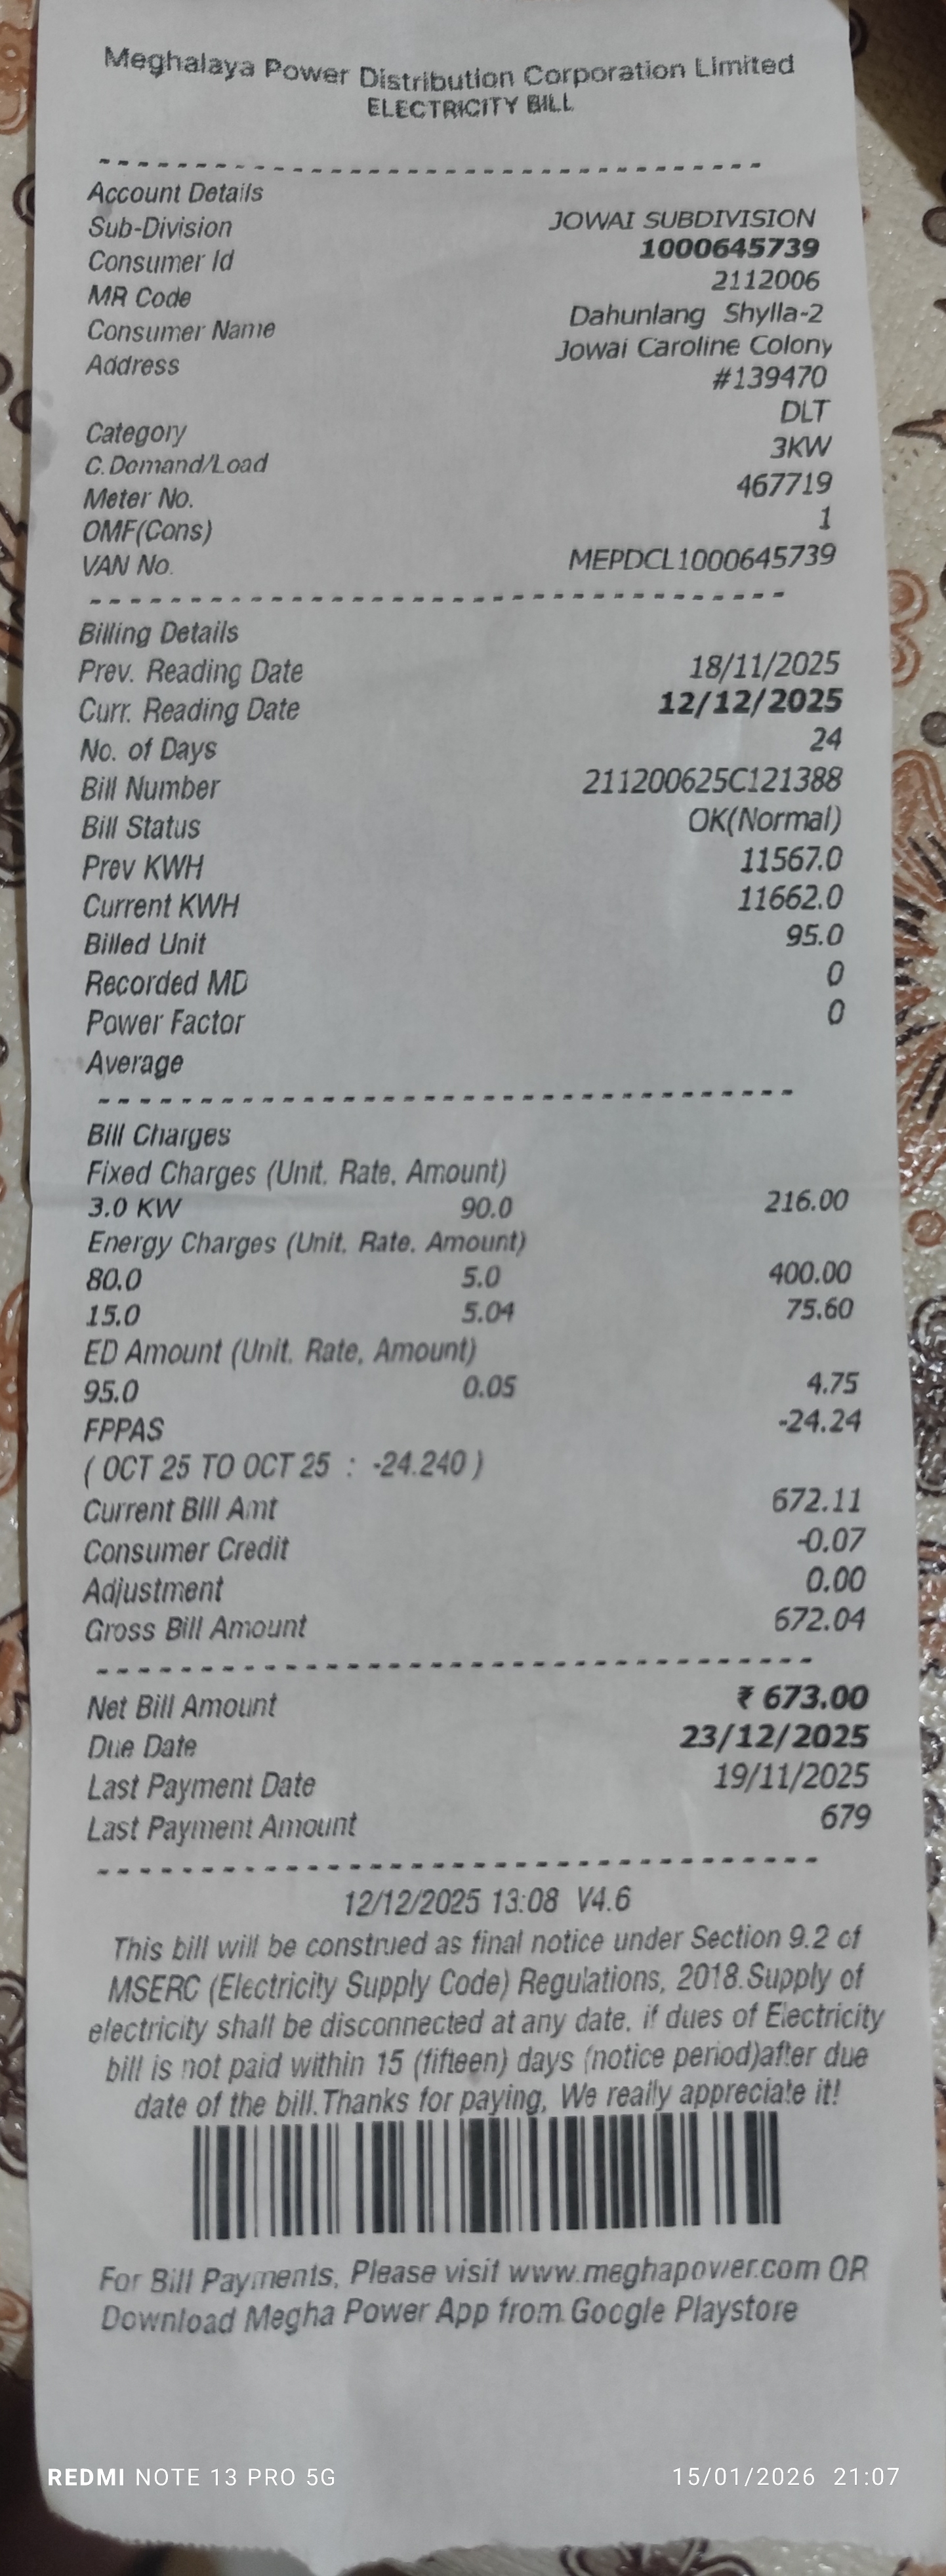 Meghalaya Power Distribution Corporation Limited
ELECTRICITY BILL
Account Details
Sub-Division JOWAI SUBDIVISION
Consumer Id 1000645739
MR Code 2112006
Consumer Name Dahunlang Shylla-2
Address Jowai Caroline Colony
#139470
Category DLT
C.Demand/Load 3KW
Meter No. 467719
OMF(Cons) 1
VAN No. MEPDCL1000645739
Billing Details
Prev. Reading Date 18/11/2025
Curr. Reading Date 12/12/2025
No. of Days 24
Bill Number 211200625C121388
Bill Status OK(Normal)
Prev KWH 11567.0
Current KWH 11662.0
Billed Unit 95.0
Recorded MD 0
Power Factor 0
Average
Bill Charges
Fixed Charges (Unit, Rate, Amount)
3.0 KW 90.0 216.00
Energy Charges (Unit, Rate, Amount)
80.0 5.0 400.00
15.0 5.04 75.60
ED Amount (Unit, Rate, Amount)
95.0 0.05 4.75
FPPAS -24.24
( OCT 25 TO OCT 25 : -24.240 )
Current Bill Amt 672.11
Consumer Credit -0.07
Adjustment 0.00
Gross Bill Amount 672.04
Net Bill Amount ₹ 673.00
Due Date 23/12/2025
Last Payment Date 19/11/2025
Last Payment Amount 679
12/12/2025 13:08 V4.6
This bill will be construed as final notice under Section 9.2 of
MSERC (Electricity Supply Code) Regulations, 2018.Supply of
electricity shall be disconnected at any date, if dues of Electricity
bill is not paid within 15 (fifteen) days (notice period)after due
date of the bill.Thanks for paying, We really appreciate it!
For Bill Payments, Please visit www.meghapower.com OR
Download Megha Power App from Google Playstore
REDMI NOTE 13 PRO 5G 15/01/2026 21:07